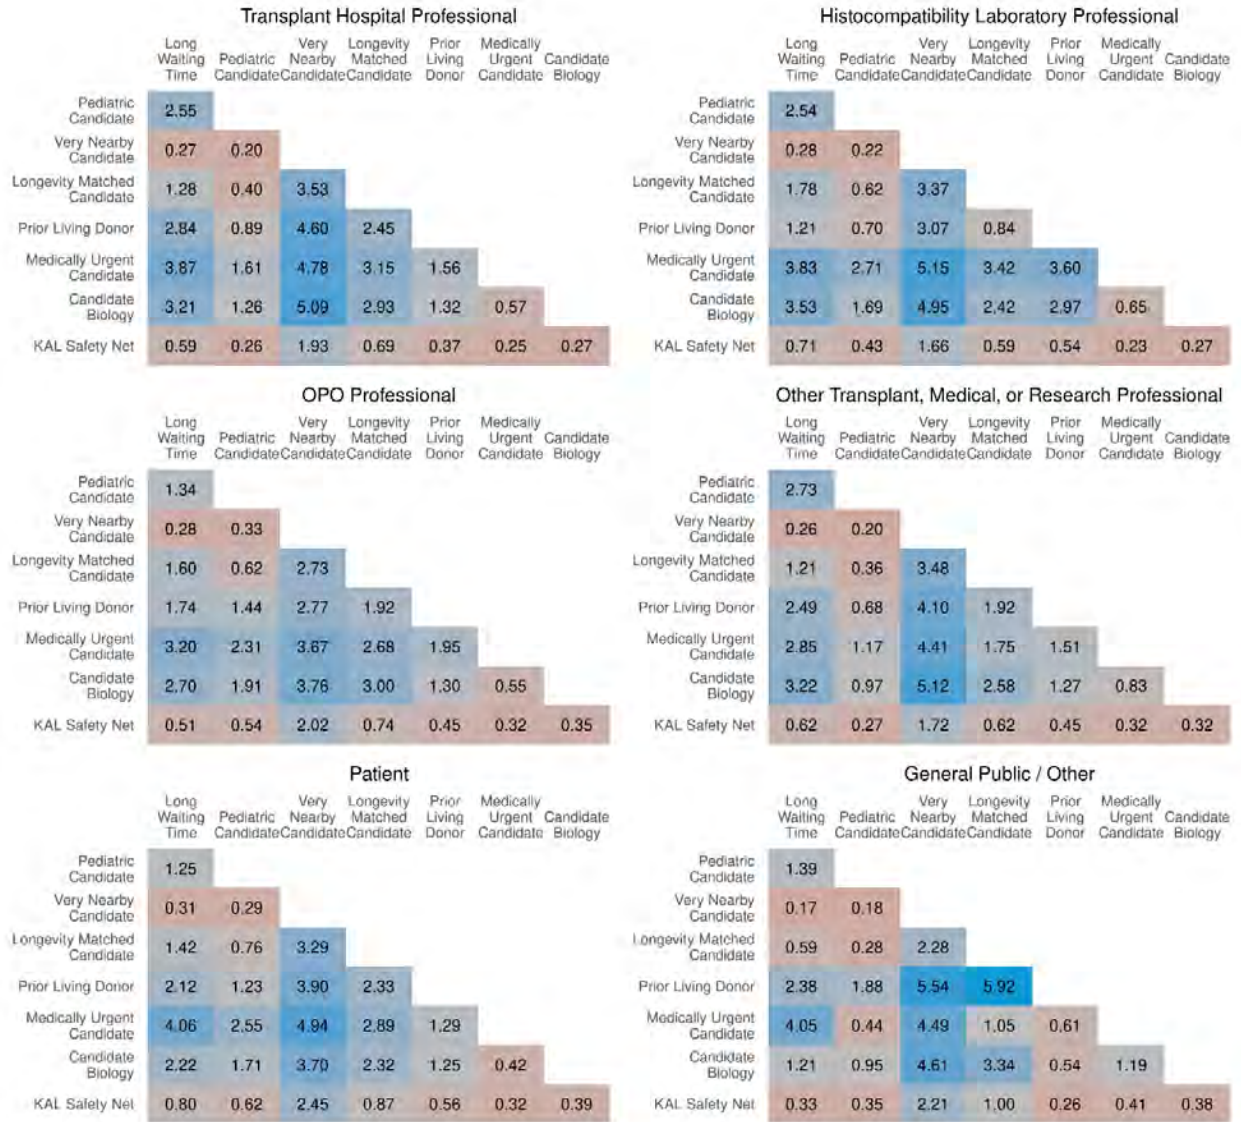 Transplant Hospital Professional
Long Waiting Time
Pediatric Candidate
Very Nearby Candidate
Longevity Matched Candidate
Prior Living Donor
Medically Urgent Candidate
Candidate Biology
Pediatric Candidate 2.55
Very Nearby Candidate 0.27 0.20
Longevity Matched Candidate 1.28 0.40 3.53
Prior Living Donor 2.84 0.89 4.60 2.45
Medically Urgent Candidate 3.87 1.61 4.78 3.15 1.56
Candidate Biology 3.21 1.26 5.09 2.93 1.32 0.57
KAL Safety Net 0.59 0.26 1.93 0.69 0.37 0.25 0.27
Histocompatibility Laboratory Professional
Long Waiting Time
Pediatric Candidate
Very Nearby Candidate
Longevity Matched Candidate
Prior Living Donor
Medically Urgent Candidate
Candidate Biology
Pediatric Candidate 2.54
Very Nearby Candidate 0.28 0.22
Longevity Matched Candidate 1.78 0.62 3.37
Prior Living Donor 1.21 0.70 3.07 0.84
Medically Urgent Candidate 3.83 2.71 5.15 3.42 3.60
Candidate Biology 3.53 1.69 4.95 2.42 2.97 0.65
KAL Safety Net 0.71 0.43 1.66 0.59 0.54 0.23 0.27
OPO Professional
Long Waiting Time
Pediatric Candidate
Very Nearby Candidate
Longevity Matched Candidate
Prior Living Donor
Medically Urgent Candidate
Candidate Biology
Pediatric Candidate 1.34
Very Nearby Candidate 0.28 0.33
Longevity Matched Candidate 1.60 0.62 2.73
Prior Living Donor 1.74 1.44 2.77 1.92
Medically Urgent Candidate 3.20 2.31 3.67 2.68 1.95
Candidate Biology 2.70 1.91 3.76 3.00 1.30 0.55
KAL Safety Net 0.51 0.54 2.02 0.74 0.45 0.32 0.35
Other Transplant, Medical, or Research Professional
Long Waiting Time
Pediatric Candidate
Very Nearby Candidate
Longevity Matched Candidate
Prior Living Donor
Medically Urgent Candidate
Candidate Biology
Pediatric Candidate 2.73
Very Nearby Candidate 0.26 0.20
Longevity Matched Candidate 1.21 0.36 3.48
Prior Living Donor 2.49 0.68 4.10 1.92
Medically Urgent Candidate 2.85 1.17 4.41 1.75 1.51
Candidate Biology 3.22 0.97 5.12 2.58 1.27 0.83
KAL Safety Net 0.62 0.27 1.72 0.62 0.45 0.32 0.32
Patient
Long Waiting Time
Pediatric Candidate
Very Nearby Candidate
Longevity Matched Candidate
Prior Living Donor
Medically Urgent Candidate
Candidate Biology
Pediatric Candidate 1.25
Very Nearby Candidate 0.31 0.29
Longevity Matched Candidate 1.42 0.76 3.29
Prior Living Donor 2.12 1.23 3.90 2.33
Medically Urgent Candidate 4.06 2.55 4.94 2.89 1.29
Candidate Biology 2.22 1.71 3.70 2.32 1.25 0.42
KAL Safety Net 0.80 0.62 2.45 0.87 0.56 0.32 0.39
General Public / Other
Long Waiting Time
Pediatric Candidate
Very Nearby Candidate
Longevity Matched Candidate
Prior Living Donor
Medically Urgent Candidate
Candidate Biology
Pediatric Candidate 1.39
Very Nearby Candidate 0.17 0.18
Longevity Matched Candidate 0.59 0.28 2.28
Prior Living Donor 2.38 1.88 5.54 5.92
Medically Urgent Candidate 4.05 0.44 4.49 1.05 0.61
Candidate Biology 1.21 0.95 4.61 3.34 0.54 1.19
KAL Safety Net 0.33 0.35 2.21 1.00 0.26 0.41 0.38